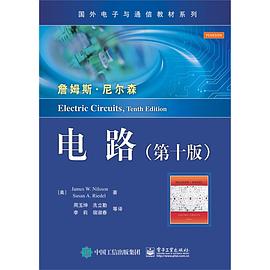 国外电子与通信教材系列
PEARSON
詹姆斯·尼尔森
Electric Circuits, Tenth Edition
电路（第十版）
[美] James W. Nilsson
Susan A. Riedel 著
周玉坤 冼立勤
李莉 宿淑春 等译
中国工信出版集团 电子工业出版社